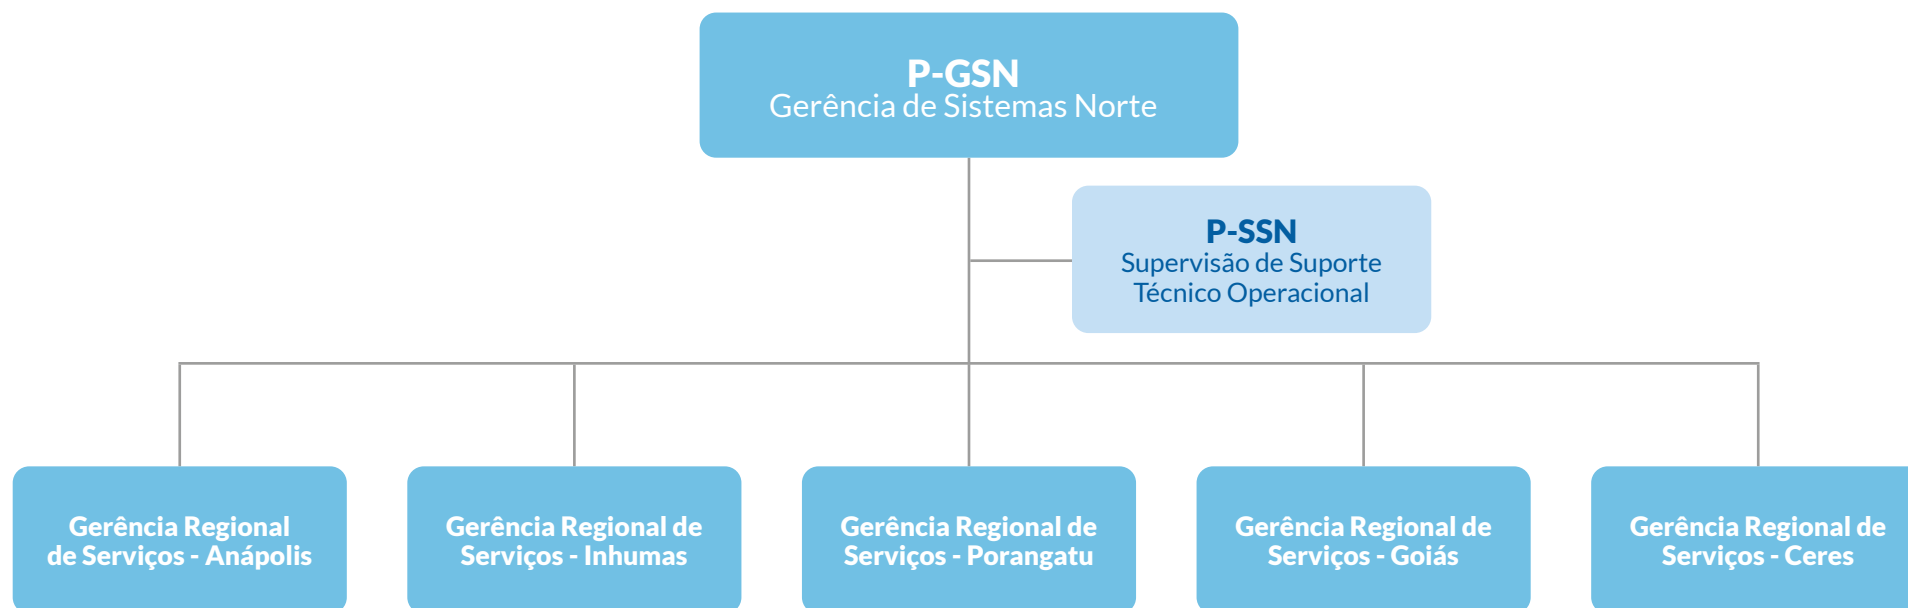 P-GSN
Gerência de Sistemas Norte
P-SSN
Supervisão de Suporte
Técnico Operacional
Gerência Regional
de Serviços - Anápolis
Gerência Regional de
Serviços - Inhumas
Gerência Regional de
Serviços - Porangatu
Gerência Regional de
Serviços - Goiás
Gerência Regional de
Serviços - Ceres